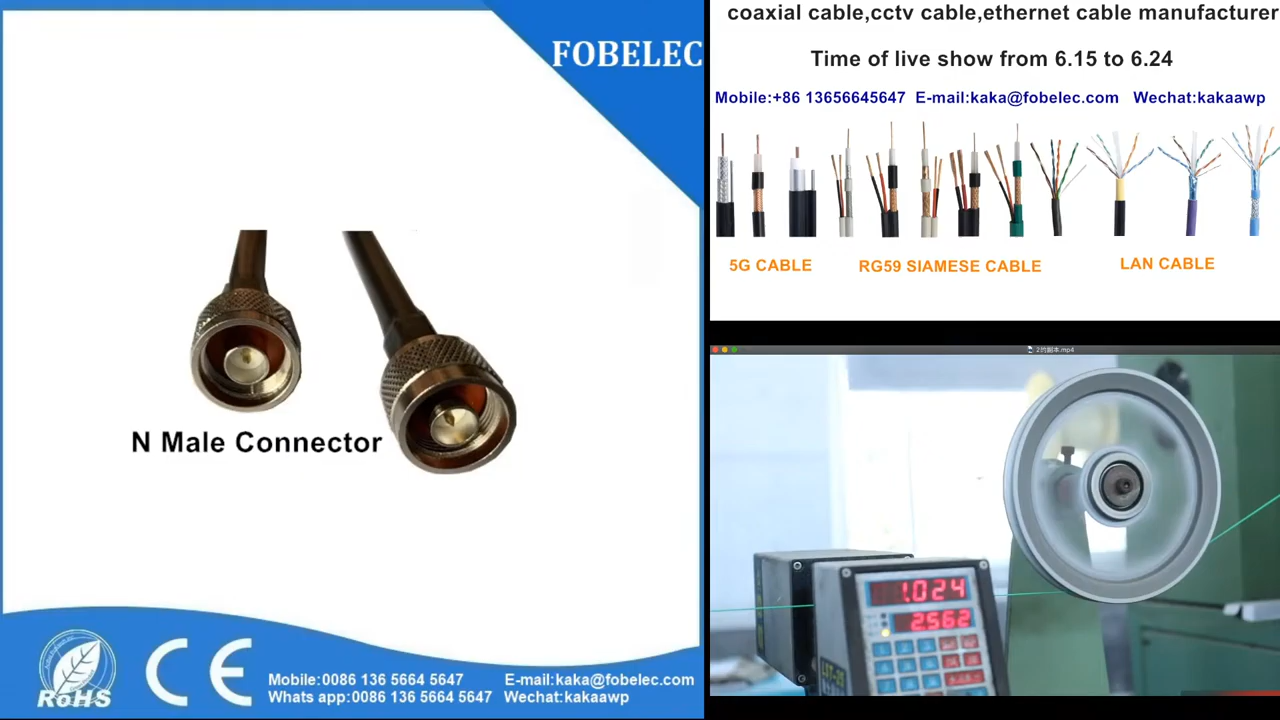 FOBELEC
N Male Connector
RoHS
CE
Mobile:0086 136 5664 5647
E-mail:kaka@fobelec.com
Whats app:0086 136 5664 5647
Wechat:kakaawp
coaxial cable,cctv cable,ethernet cable manufacturer
Time of live show from 6.15 to 6.24
Mobile:+86 13656645647 E-mail:kaka@fobelec.com Wechat:kakaawp
5G CABLE
RG59 SIAMESE CABLE
LAN CABLE
1.024
2.562